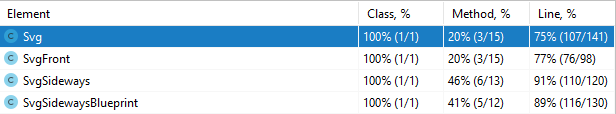 Element Class, % Method, % Line, %
C Svg 100% (1/1) 20% (3/15) 75% (107/141)
C SvgFront 100% (1/1) 20% (3/15) 77% (76/98)
C SvgSideways 100% (1/1) 46% (6/13) 91% (110/120)
C SvgSidewaysBlueprint 100% (1/1) 41% (5/12) 89% (116/130)